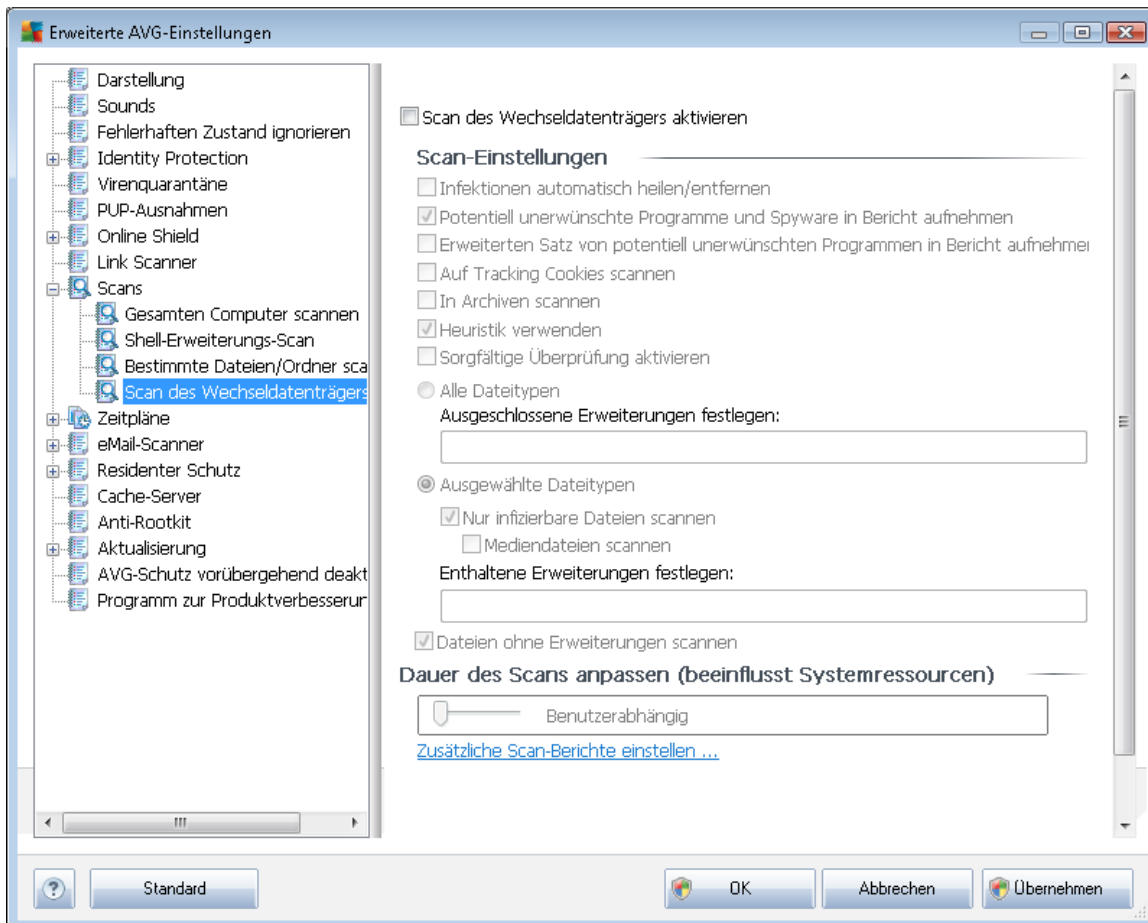 Erweiterte AVG-Einstellungen
Darstellung
Sounds
Fehlerhaften Zustand ignorieren
Identity Protection
Virenquarantäne
PUP-Ausnahmen
Online Shield
Link Scanner
Scans
Gesamten Computer scannen
Shell-Erweiterungs-Scan
Bestimmte Dateien/Ordner sca
Scan des Wechseldatenträgers
Zeitpläne
eMail-Scanner
Residenter Schutz
Cache-Server
Anti-Rootkit
Aktualisierung
AVG-Schutz vorübergehend deakt
Programm zur Produktverbesserur
Scan des Wechseldatenträgers aktivieren
Scan-Einstellungen
Infektionen automatisch heilen/entfernen
Potentiell unerwünschte Programme und Spyware in Bericht aufnehmen
Erweiterten Satz von potentiell unerwünschten Programmen in Bericht aufnehmen
Auf Tracking Cookies scannen
In Archiven scannen
Heuristik verwenden
Sorgfältige Überprüfung aktivieren
Alle Dateitypen
Ausgeschlossene Erweiterungen festlegen:
Ausgewählte Dateitypen
Nur infizierbare Dateien scannen
Mediendateien scannen
Enthaltene Erweiterungen festlegen:
Dateien ohne Erweiterungen scannen
Dauer des Scans anpassen (beeinflusst Systemressourcen)
Benutzerabhängig
Zusätzliche Scan-Berichte einstellen ...
?
Standard
OK
Abbrechen
Übernehmen